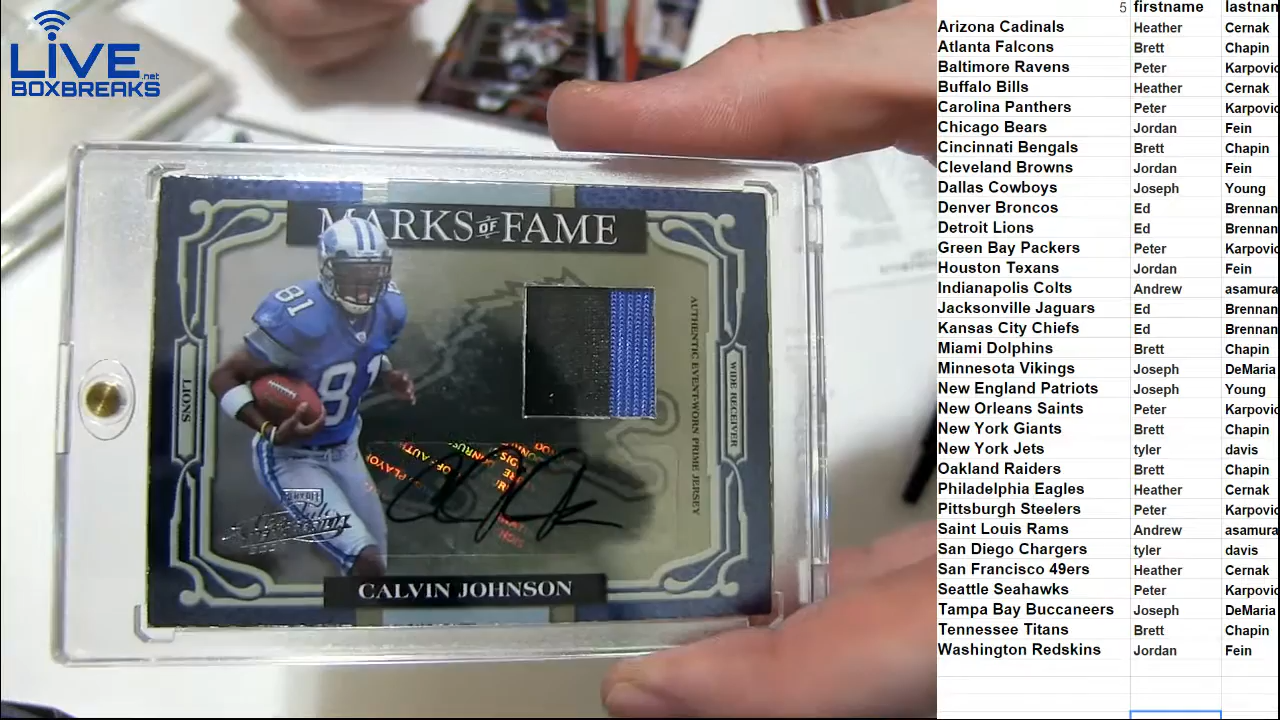 LIVE.net
BOXBREAKS
MARKS OF FAME
81
81
LIONS
WIDE RECEIVER
AUTHENTIC EVENT-WORN PRIME JERSEY
CALVIN JOHNSON
5 firstname lastnam
Arizona Cadinals Heather Cernak
Atlanta Falcons Brett Chapin
Baltimore Ravens Peter Karpovic
Buffalo Bills Heather Cernak
Carolina Panthers Peter Karpovic
Chicago Bears Jordan Fein
Cincinnati Bengals Brett Chapin
Cleveland Browns Jordan Fein
Dallas Cowboys Joseph Young
Denver Broncos Ed Brennan
Detroit Lions Ed Brennan
Green Bay Packers Peter Karpovic
Houston Texans Jordan Fein
Indianapolis Colts Andrew asamura
Jacksonville Jaguars Ed Brennan
Kansas City Chiefs Ed Brennan
Miami Dolphins Brett Chapin
Minnesota Vikings Joseph DeMaria
New England Patriots Joseph Young
New Orleans Saints Peter Karpovic
New York Giants Brett Chapin
New York Jets tyler davis
Oakland Raiders Brett Chapin
Philadelphia Eagles Heather Cernak
Pittsburgh Steelers Peter Karpovic
Saint Louis Rams Andrew asamura
San Diego Chargers tyler davis
San Francisco 49ers Heather Cernak
Seattle Seahawks Peter Karpovic
Tampa Bay Buccaneers Joseph DeMaria
Tennessee Titans Brett Chapin
Washington Redskins Jordan Fein